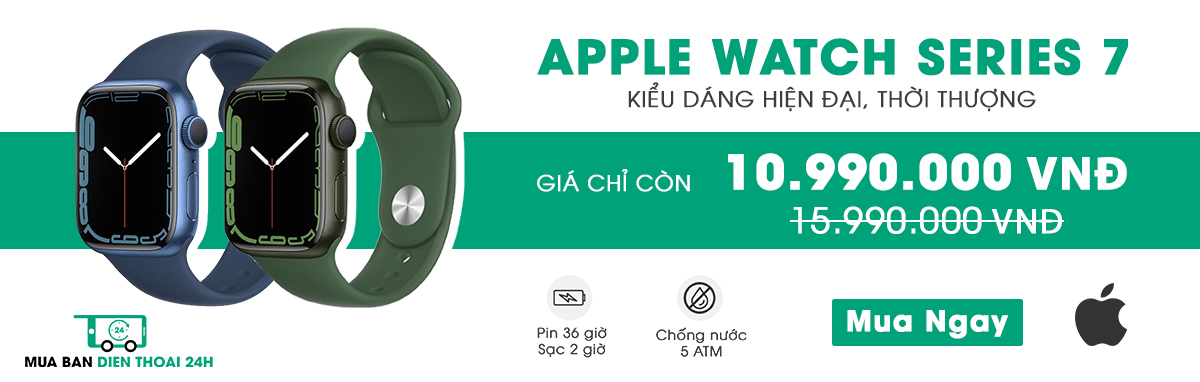 APPLE WATCH SERIES 7
KIỂU DÁNG HIỆN ĐẠI, THỜI THƯỢNG
GIÁ CHỈ CÒN 10.990.000 VNĐ
15.990.000 VNĐ
Pin 36 giờ
Sạc 2 giờ
Chống nước
5 ATM
Mua Ngay
24
MUA BAN DIEN THOAI 24H